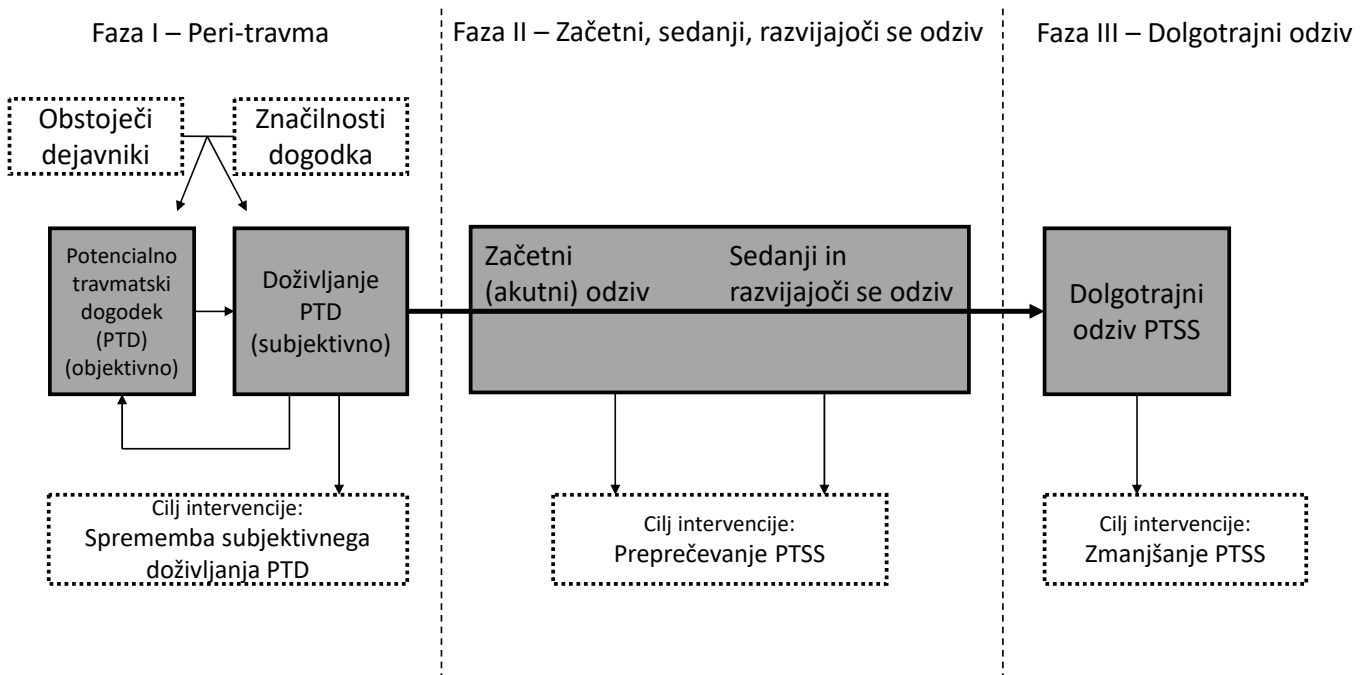 Faza I – Peri-travma
Faza II – Začetni, sedanji, razvijajoči se odziv
Faza III – Dolgotrajni odziv
Obstoječi
dejavniki
Značilnosti
dogodka
Potencialno
travmatski
dogodek
(PTD)
(objektivno)
Doživljanje
PTD
(subjektivno)
Začetni
(akutni) odziv
Sedanji in
razvijajoči se odziv
Dolgotrajni
odziv PTSS
Cilj intervencije:
Sprememba subjektivnega
doživljanja PTD
Cilj intervencije:
Preprečevanje PTSS
Cilj intervencije:
Zmanjšanje PTSS